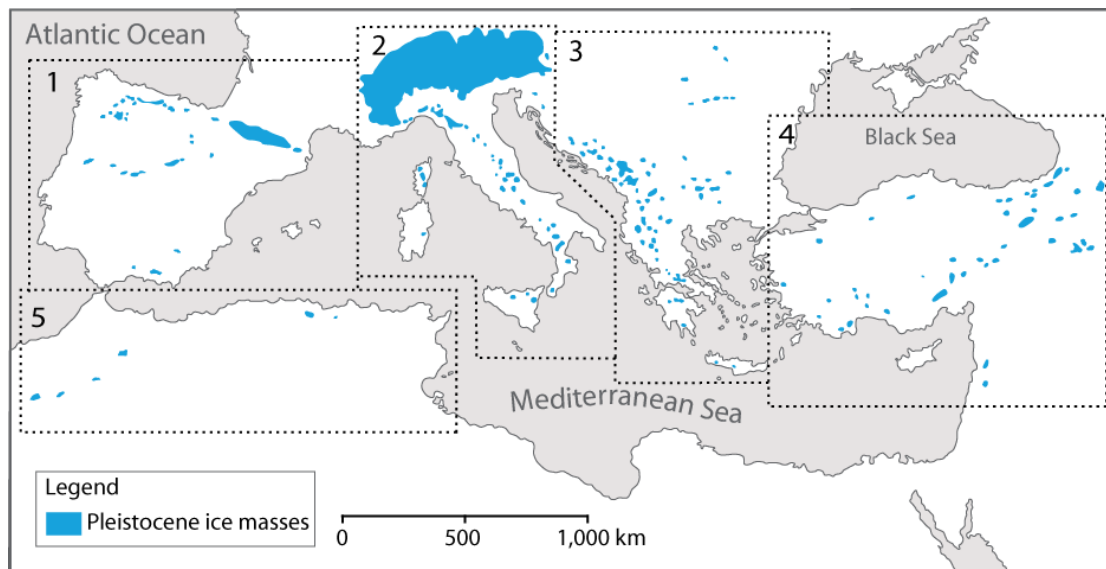 Atlantic Ocean
1
2
3
4
Black Sea
5
Mediterranean Sea
Legend
Pleistocene ice masses
0 500 1,000 km